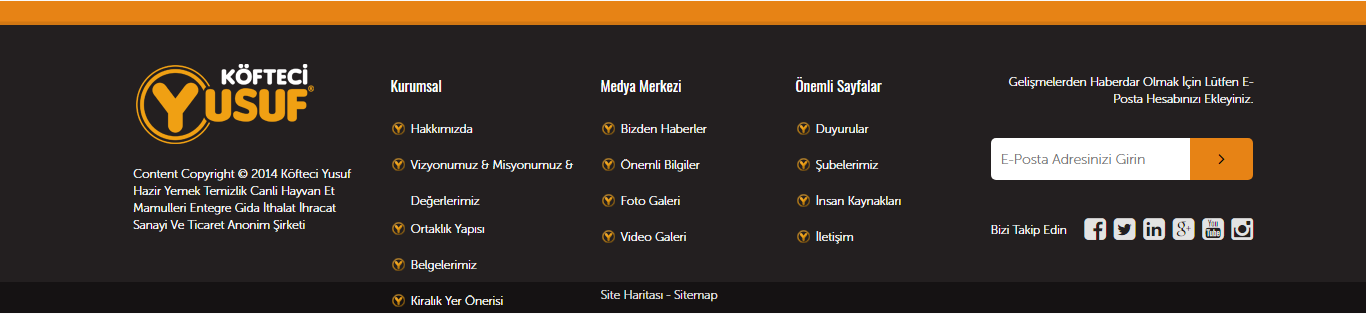 KÖFTECİ
YUSUF®
Content Copyright © 2014 Köfteci Yusuf
Hazir Yemek Temizlik Canli Hayvan Et
Mamulleri Entegre Gida İthalat İhracat
Sanayi Ve Ticaret Anonim Şirketi
Kurumsal
Hakkımızda
Vizyonumuz & Misyonumuz &
Değerlerimiz
Ortaklık Yapısı
Belgelerimiz
Kiralık Yer Önerisi
Medya Merkezi
Bizden Haberler
Önemli Bilgiler
Foto Galeri
Video Galeri
Önemli Sayfalar
Duyurular
Şubelerimiz
İnsan Kaynakları
İletişim
Gelişmelerden Haberdar Olmak İçin Lütfen E-
Posta Hesabınızı Ekleyiniz.
E-Posta Adresinizi Girin
Bizi Takip Edin
You
Tube
Site Haritası - Sitemap